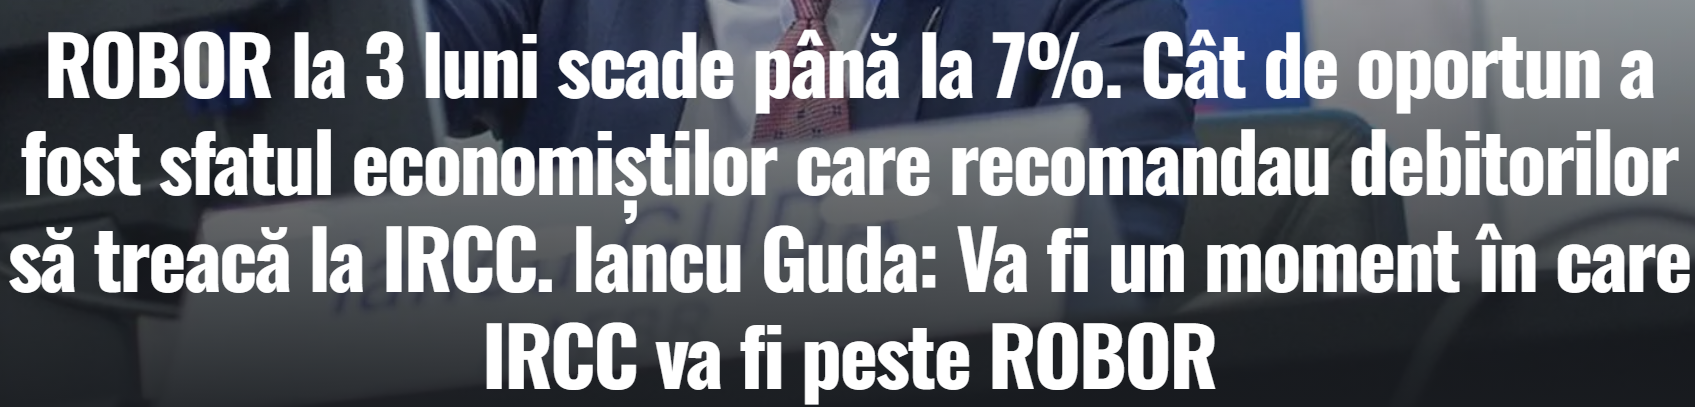 ROBOR la 3 luni scade până la 7%. Cât de oportun a
fost sfatul economiștilor care recomandau debitorilor
să treacă la IRCC. Iancu Guda: Va fi un moment în care
IRCC va fi peste ROBOR